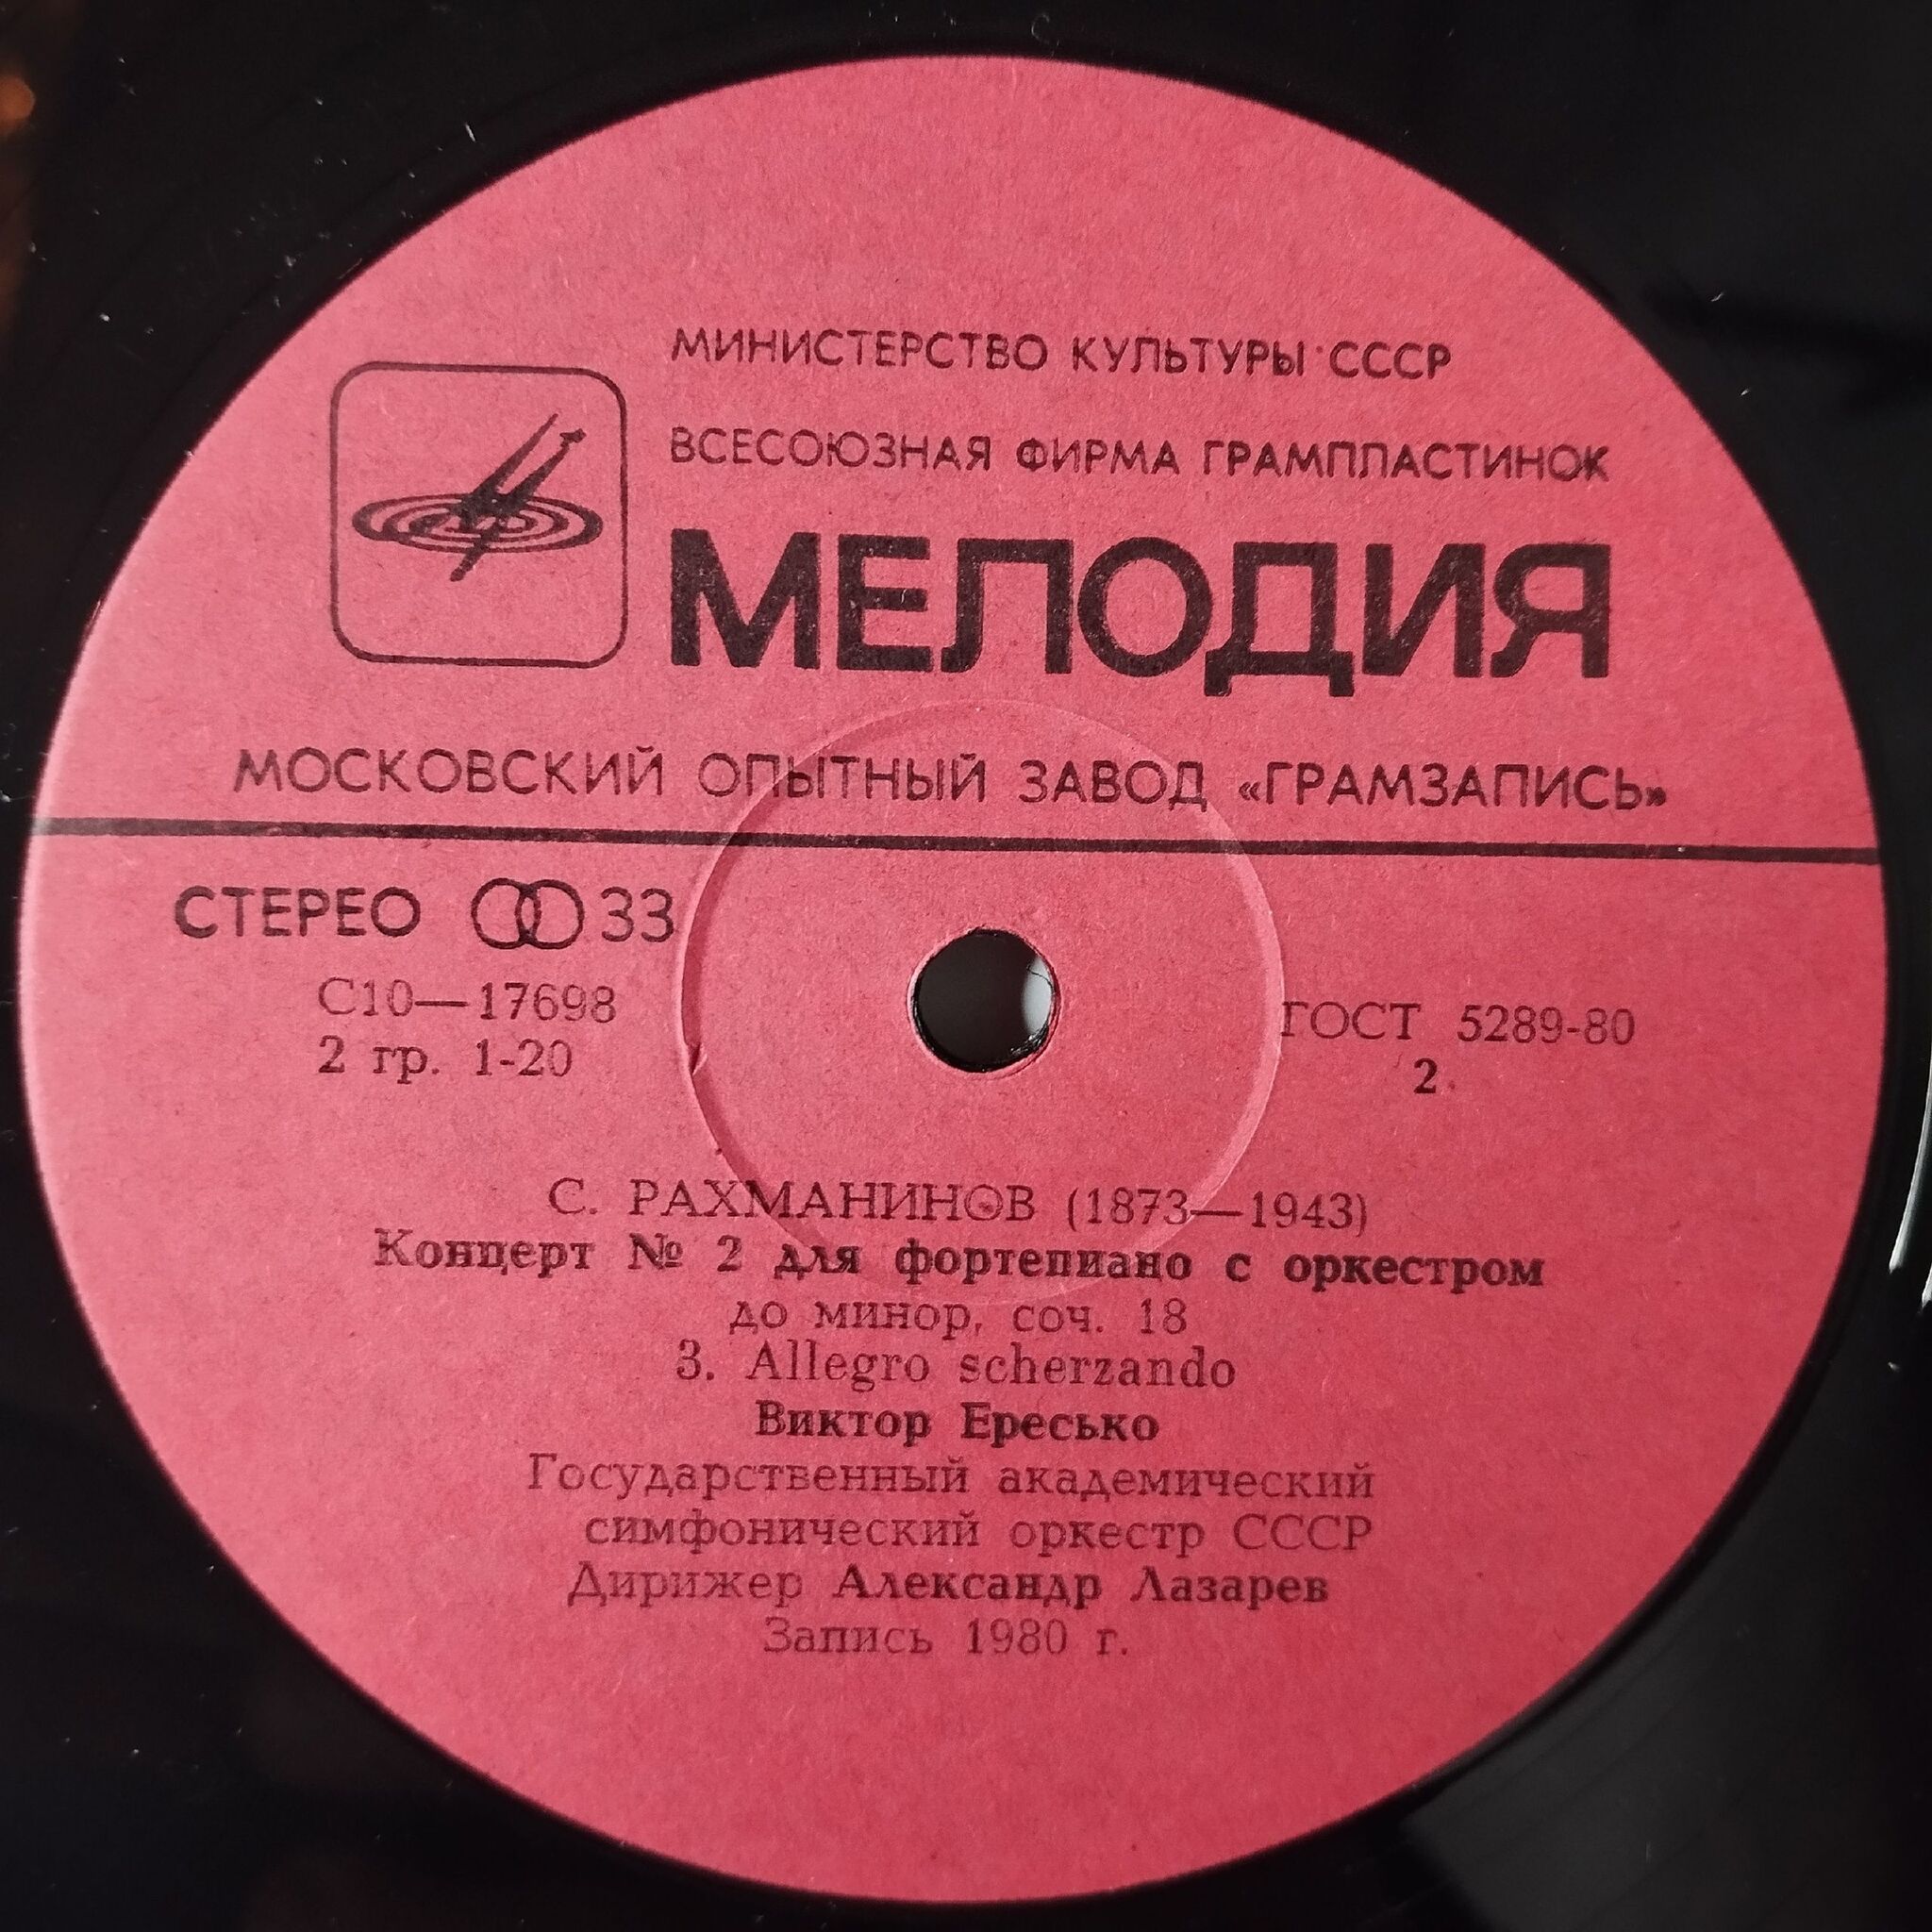 МИНИСТЕРСТВО КУЛЬТУРЫ СССР
ВСЕСОЮЗНАЯ ФИРМА ГРАМПЛАСТИНОК
МЕЛОДИЯ
МОСКОВСКИЙ ОПЫТНЫЙ ЗАВОД «ГРАМЗАПИСЬ»
СТЕРЕО 33
С10—17698
2 гр. 1-20
ГОСТ 5289-80
2
С. РАХМАНИНОВ (1873—1943)
Концерт № 2 для фортепиано с оркестром
до минор, соч. 18
3. Allegro scherzando
Виктор Ересько
Государственный академический
симфонический оркестр СССР
Дирижер Александр Лазарев
Запись 1980 г.